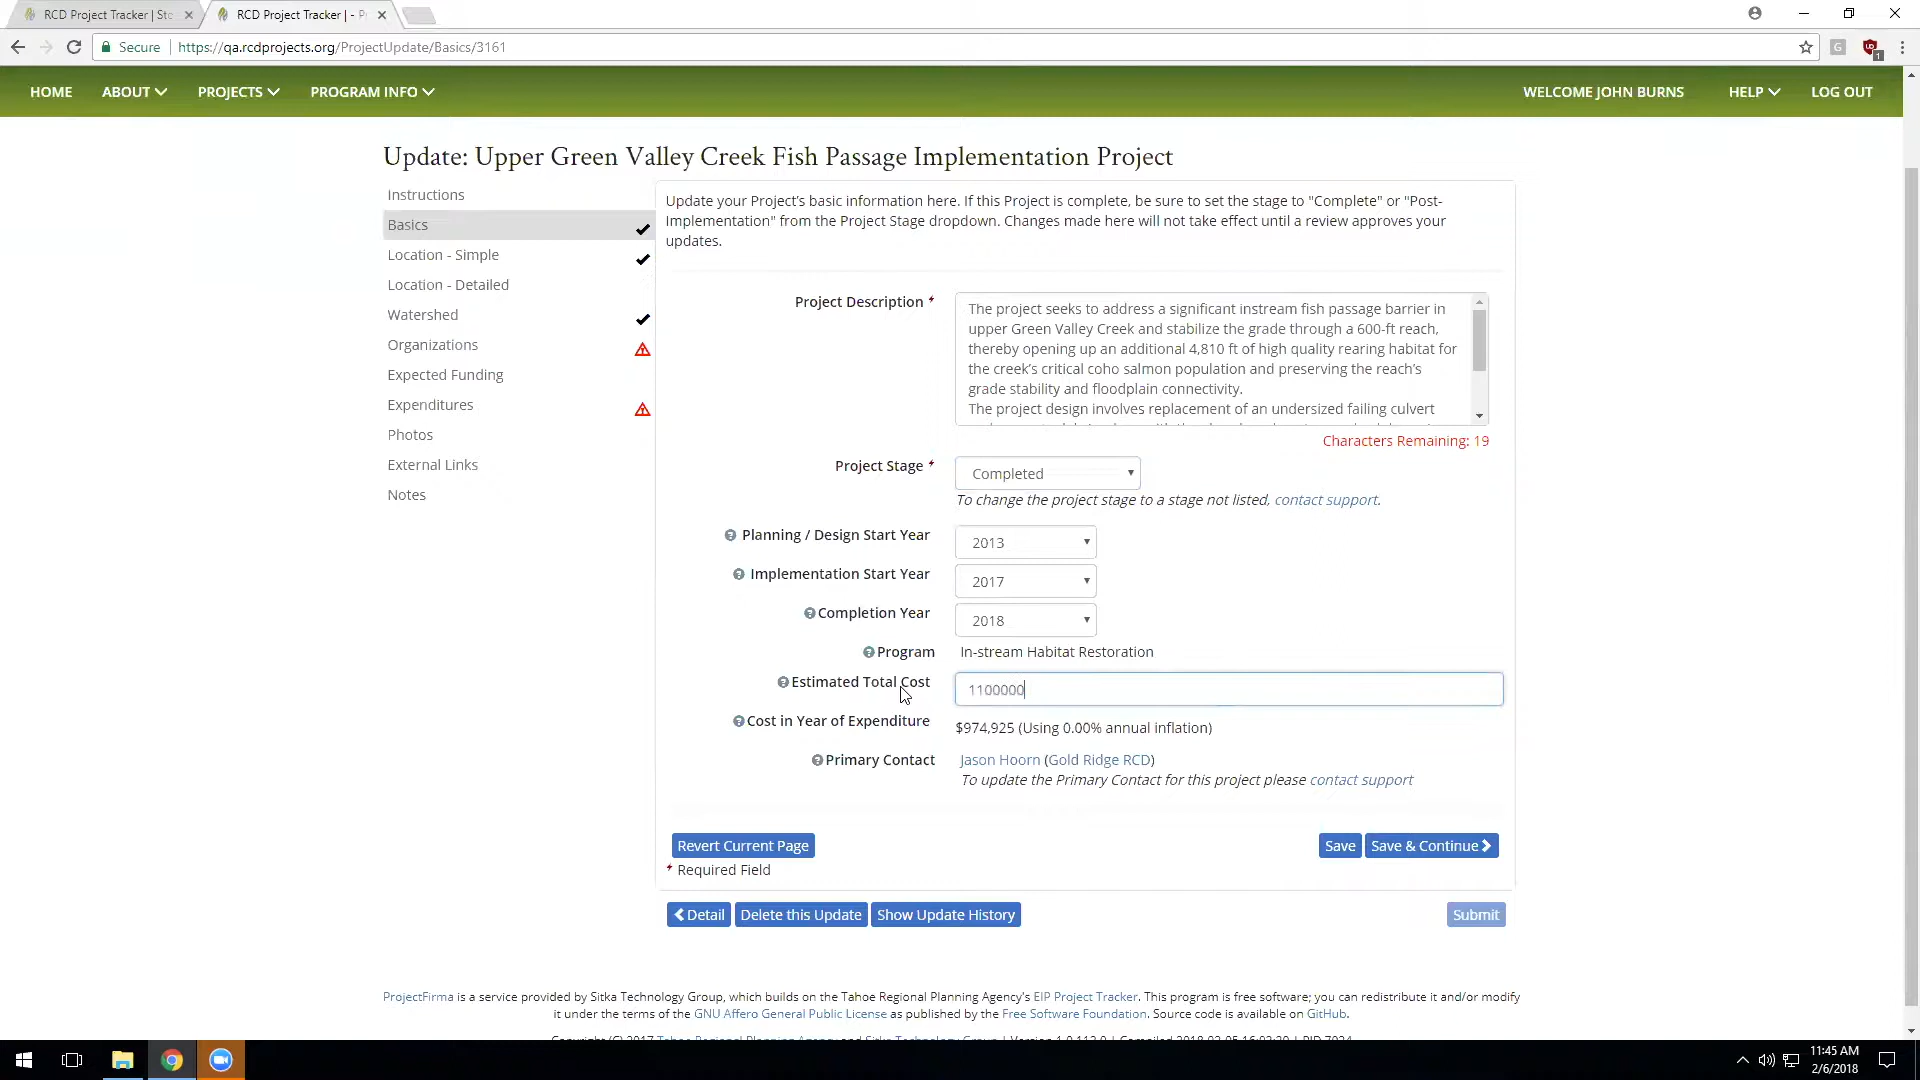 RCD Project Tracker | Sto
RCD Project Tracker | - P
Secure
https://qa.rcdprojects.org/ProjectUpdate/Basics/3161
HOME
ABOUT
PROJECTS
PROGRAM INFO
WELCOME JOHN BURNS
HELP
LOG OUT
Update: Upper Green Valley Creek Fish Passage Implementation Project
Instructions
Basics
Location - Simple
Location - Detailed
Watershed
Organizations
Expected Funding
Expenditures
Photos
External Links
Notes
Update your Project's basic information here. If this Project is complete, be sure to set the stage to "Complete" or "Post-
Implementation" from the Project Stage dropdown. Changes made here will not take effect until a review approves your
updates.
Project Description
The project seeks to address a significant instream fish passage barrier in
upper Green Valley Creek and stabilize the grade through a 600-ft reach,
thereby opening up an additional 4,810 ft of high quality rearing habitat for
the creek's critical coho salmon population and preserving the reach's
grade stability and floodplain connectivity.
The project design involves replacement of an undersized failing culvert
Characters Remaining: 19
Project Stage
Completed
To change the project stage to a stage not listed, contact support.
Planning / Design Start Year
2013
Implementation Start Year
2017
Completion Year
2018
Program
In-stream Habitat Restoration
Estimated Total Cost
1100000
Cost in Year of Expenditure
$974,925 (Using 0.00% annual inflation)
Primary Contact
Jason Hoorn (Gold Ridge RCD)
To update the Primary Contact for this project please contact support
Revert Current Page
Save
Save & Continue
* Required Field
Detail
Delete this Update
Show Update History
Submit
ProjectFirma is a service provided by Sitka Technology Group, which builds on the Tahoe Regional Planning Agency's EIP Project Tracker. This program is free software; you can redistribute it and/or modify
it under the terms of the GNU Affero General Public License as published by the Free Software Foundation. Source code is available on GitHub.
11:45 AM
2/6/2018